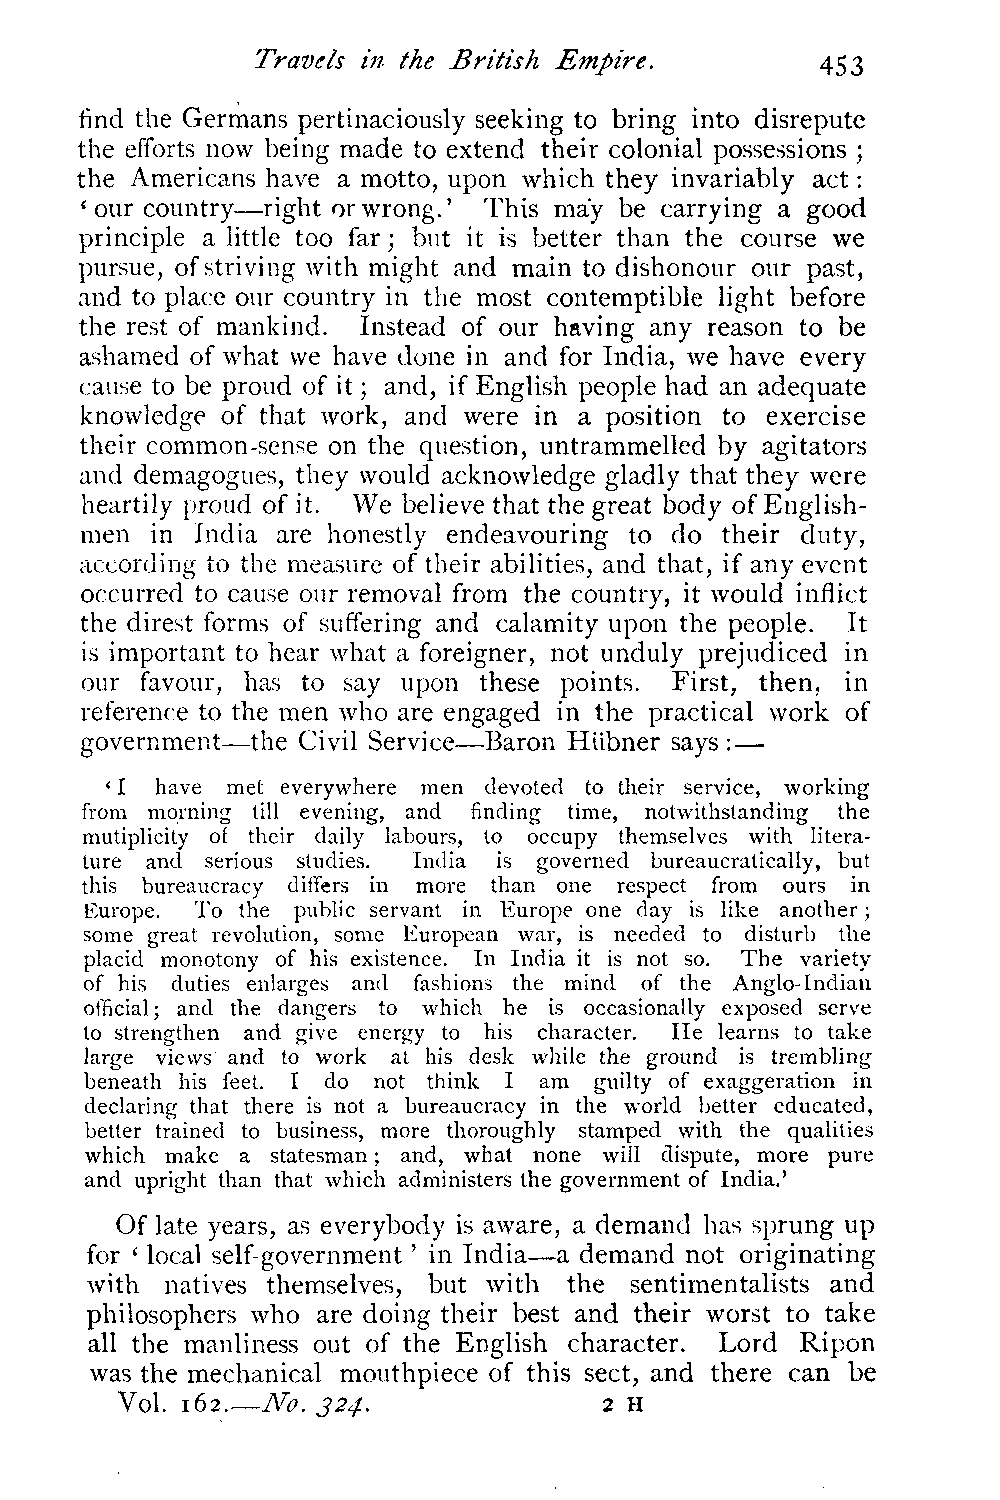 Travels in the British Empire. 453
find the Germans pertinaciously seeking to bring into disrepute
the efforts now being made to extend their colonial possessions ;
the Americans have a motto, upon which they invariably act :
‘ our country—right or wrong.’ This may be carrying a good
principle a little too far ; but it is better than the course we
pursue, of striving with might and main to dishonour our past,
and to place our country in the most contemptible light before
the rest of mankind. Instead of our having any reason to be
ashamed of what we have done in and for India, we have every
cause to be proud of it ; and, if English people had an adequate
knowledge of that work, and were in a position to exercise
their common-sense on the question, untrammelled by agitators
and demagogues, they would acknowledge gladly that they were
heartily proud of it. We believe that the great body of English-
men in India are honestly endeavouring to do their duty,
according to the measure of their abilities, and that, if any event
occurred to cause our removal from the country, it would inflict
the direst forms of suffering and calamity upon the people. It
is important to hear what a foreigner, not unduly prejudiced in
our favour, has to say upon these points. First, then, in
reference to the men who are engaged in the practical work of
government—the Civil Service—Baron Hübner says :—
‘ I have met everywhere men devoted to their service, working
from morning till evening, and finding time, notwithstanding the
mutiplicity of their daily labours, to occupy themselves with litera-
ture and serious studies. India is governed bureaucratically, but
this bureaucracy differs in more than one respect from ours in
Europe. To the public servant in Europe one day is like another ;
some great revolution, some European war, is needed to disturb the
placid monotony of his existence. In India it is not so. The variety
of his duties enlarges and fashions the mind of the Anglo-Indian
official ; and the dangers to which he is occasionally exposed serve
to strengthen and give energy to his character. He learns to take
large views and to work at his desk while the ground is trembling
beneath his feet. I do not think I am guilty of exaggeration in
declaring that there is not a bureaucracy in the world better educated,
better trained to business, more thoroughly stamped with the qualities
which make a statesman ; and, what none will dispute, more pure
and upright than that which administers the government of India.’
Of late years, as everybody is aware, a demand has sprung up
for ‘ local self-government ’ in India—a demand not originating
with natives themselves, but with the sentimentalists and
philosophers who are doing their best and their worst to take
all the manliness out of the English character. Lord Ripon
was the mechanical mouthpiece of this sect, and there can be
Vol. 162.—No. 324. 2 H